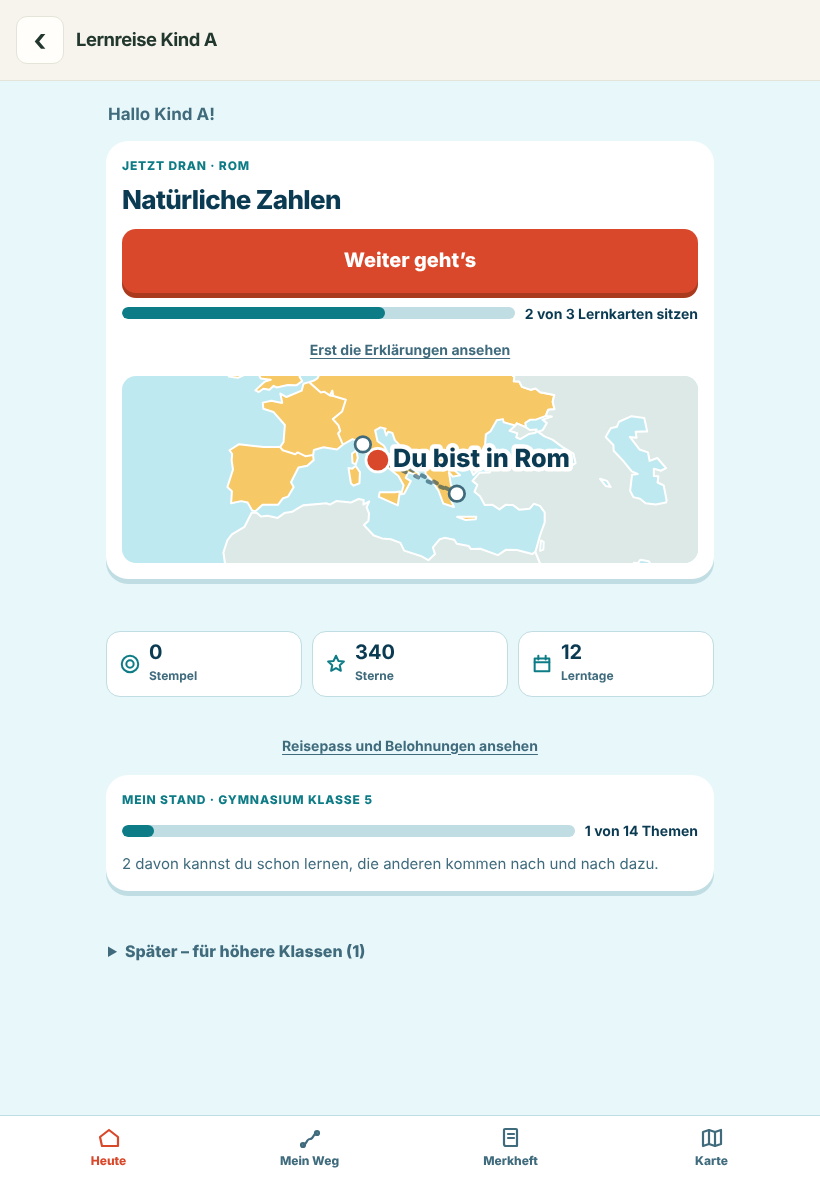 Lernreise Kind A
Hallo Kind A!
JETZT DRAN · ROM
Natürliche Zahlen
Weiter geht’s
2 von 3 Lernkarten sitzen
Erst die Erklärungen ansehen
Du bist in Rom
0
Stempel
340
Sterne
12
Lerntage
Reisepass und Belohnungen ansehen
MEIN STAND · GYMNASIUM KLASSE 5
1 von 14 Themen
2 davon kannst du schon lernen, die anderen kommen nach und nach dazu.
Später – für höhere Klassen (1)
Heute
Mein Weg
Merkheft
Karte